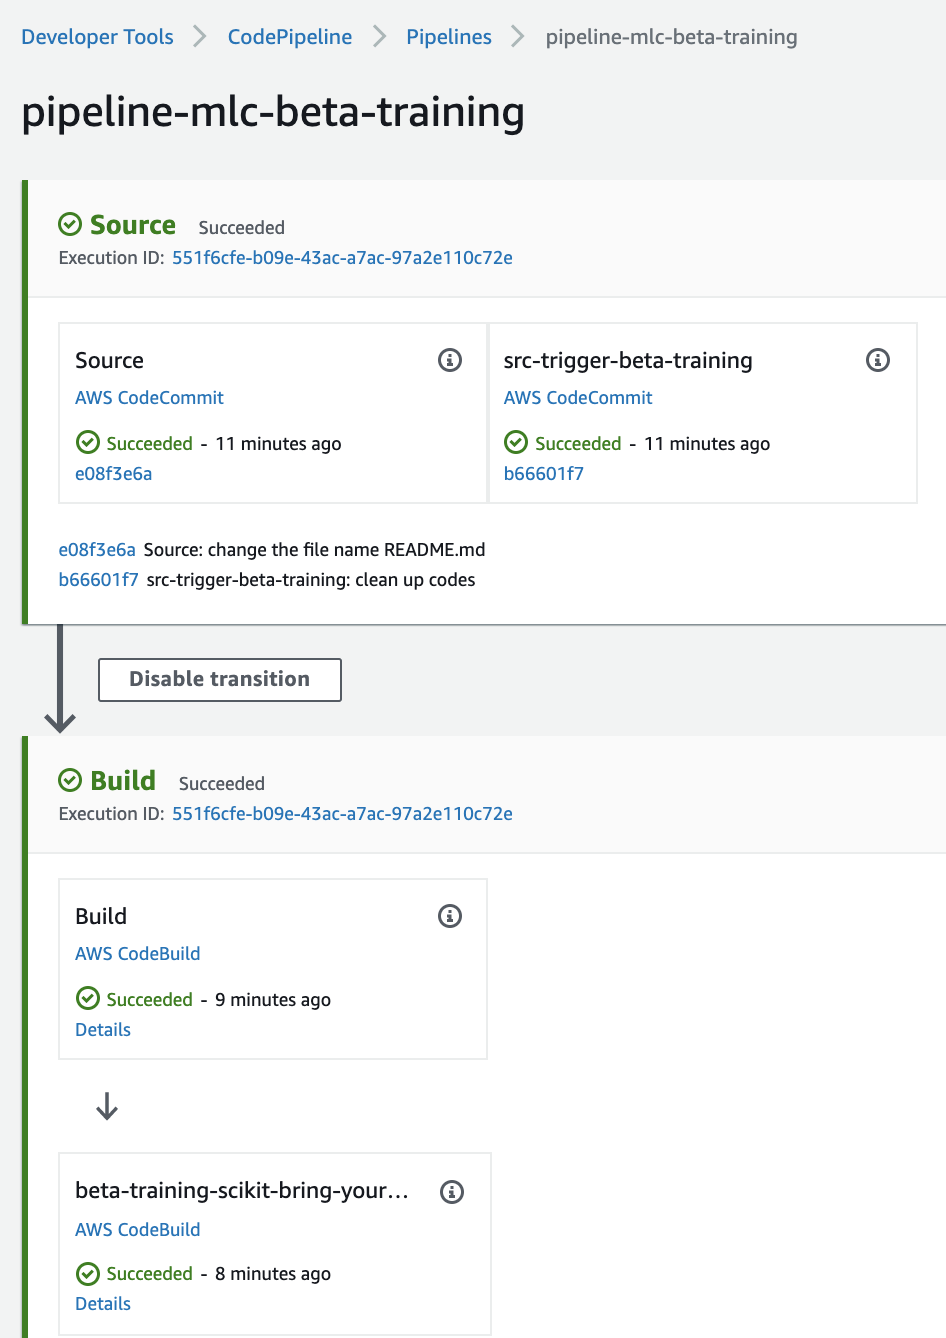 Developer Tools > CodePipeline > Pipelines > pipeline-mlc-beta-training
pipeline-mlc-beta-training
Source Succeeded
Execution ID: 551f6cfe-b09e-43ac-a7ac-97a2e110c72e
Source
AWS CodeCommit
Succeeded - 11 minutes ago
e08f3e6a
src-trigger-beta-training
AWS CodeCommit
Succeeded - 11 minutes ago
b66601f7
e08f3e6a Source: change the file name README.md
b66601f7 src-trigger-beta-training: clean up codes
Disable transition
Build Succeeded
Execution ID: 551f6cfe-b09e-43ac-a7ac-97a2e110c72e
Build
AWS CodeBuild
Succeeded - 9 minutes ago
Details
beta-training-scikit-bring-your...
AWS CodeBuild
Succeeded - 8 minutes ago
Details